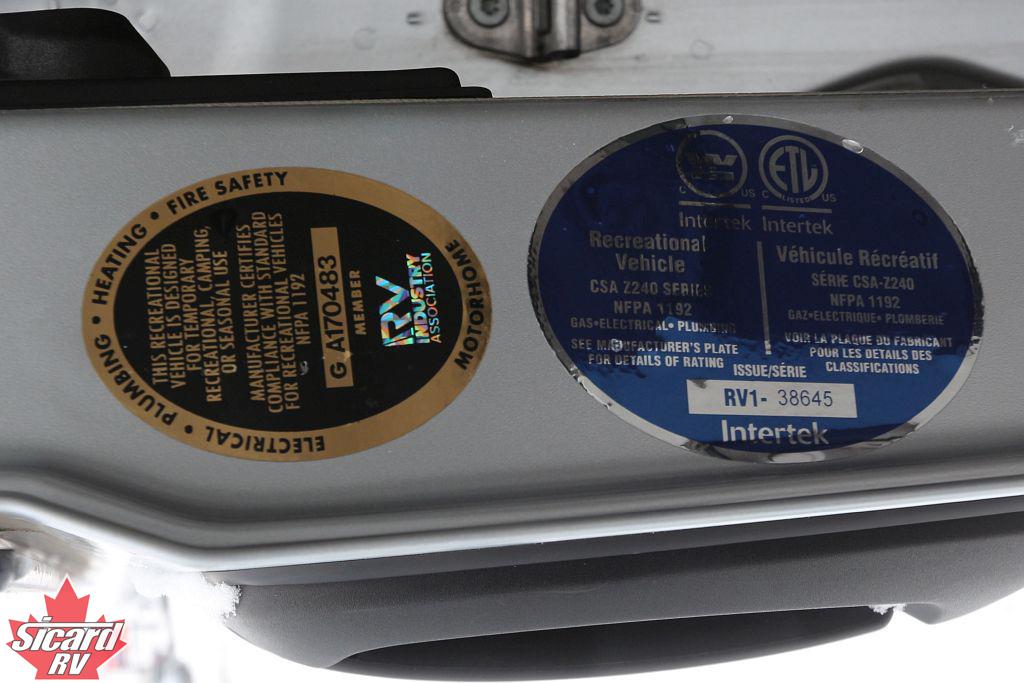 PLUMBING • HEATING • FIRE SAFETY
MOTORHOME
ELECTRICAL •
THIS RECREATIONAL
VEHICLE IS DESIGNED
FOR TEMPORARY
RECREATIONAL, CAMPING,
OR SEASONAL USE
MANUFACTURER CERTIFIES
COMPLIANCE WITH STANDARD
FOR RECREATIONAL VEHICLES
NFPA 1192
G A170483
MEMBER
RV
INDUSTRY
ASSOCIATION
C US
C ETL LISTED US
Intertek Intertek
Recreational
Vehicle
CSA Z240 SERIES
NFPA 1192
GAS•ELECTRICAL•PLUMBING
SEE MANUFACTURER'S PLATE
FOR DETAILS OF RATING
Véhicule Récréatif
SÉRIE CSA-Z240
NFPA 1192
GAZ•ELECTRIQUE•PLOMBERIE
VOIR LA PLAQUE DU FABRICANT
POUR LES DETAILS DES
CLASSIFICATIONS
ISSUE/SÉRIE
RV1- 38645
Intertek
Sicard
RV